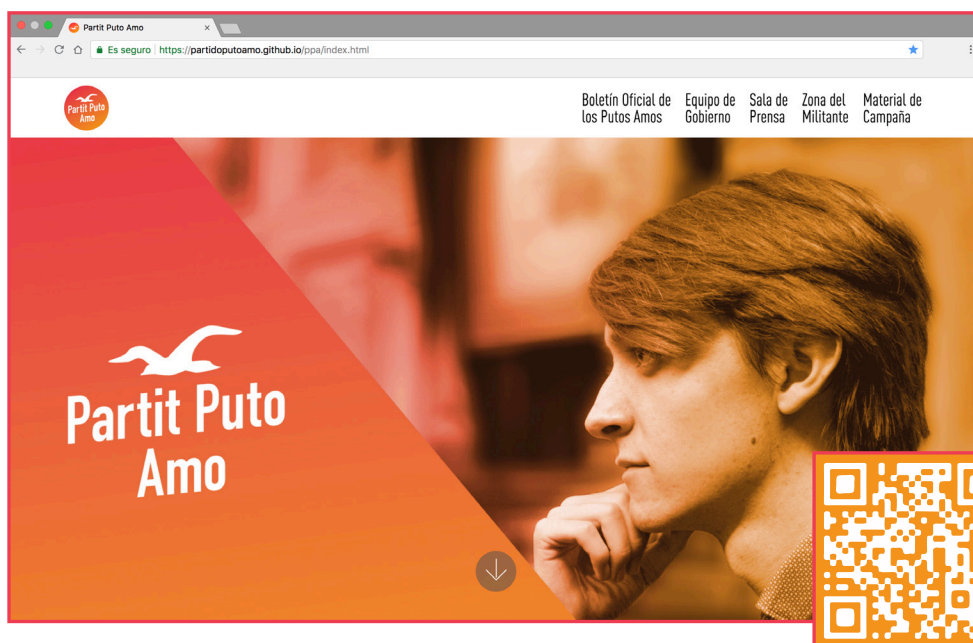 Partit Puto Amo
Es seguro https://partidoputoamo.github.io/ppa/index.html
Partit Puto
Amo
Boletín Oficial de
los Putos Amos
Equipo de
Gobierno
Sala de
Prensa
Zona del
Militante
Material de
Campaña
Partit Puto
Amo